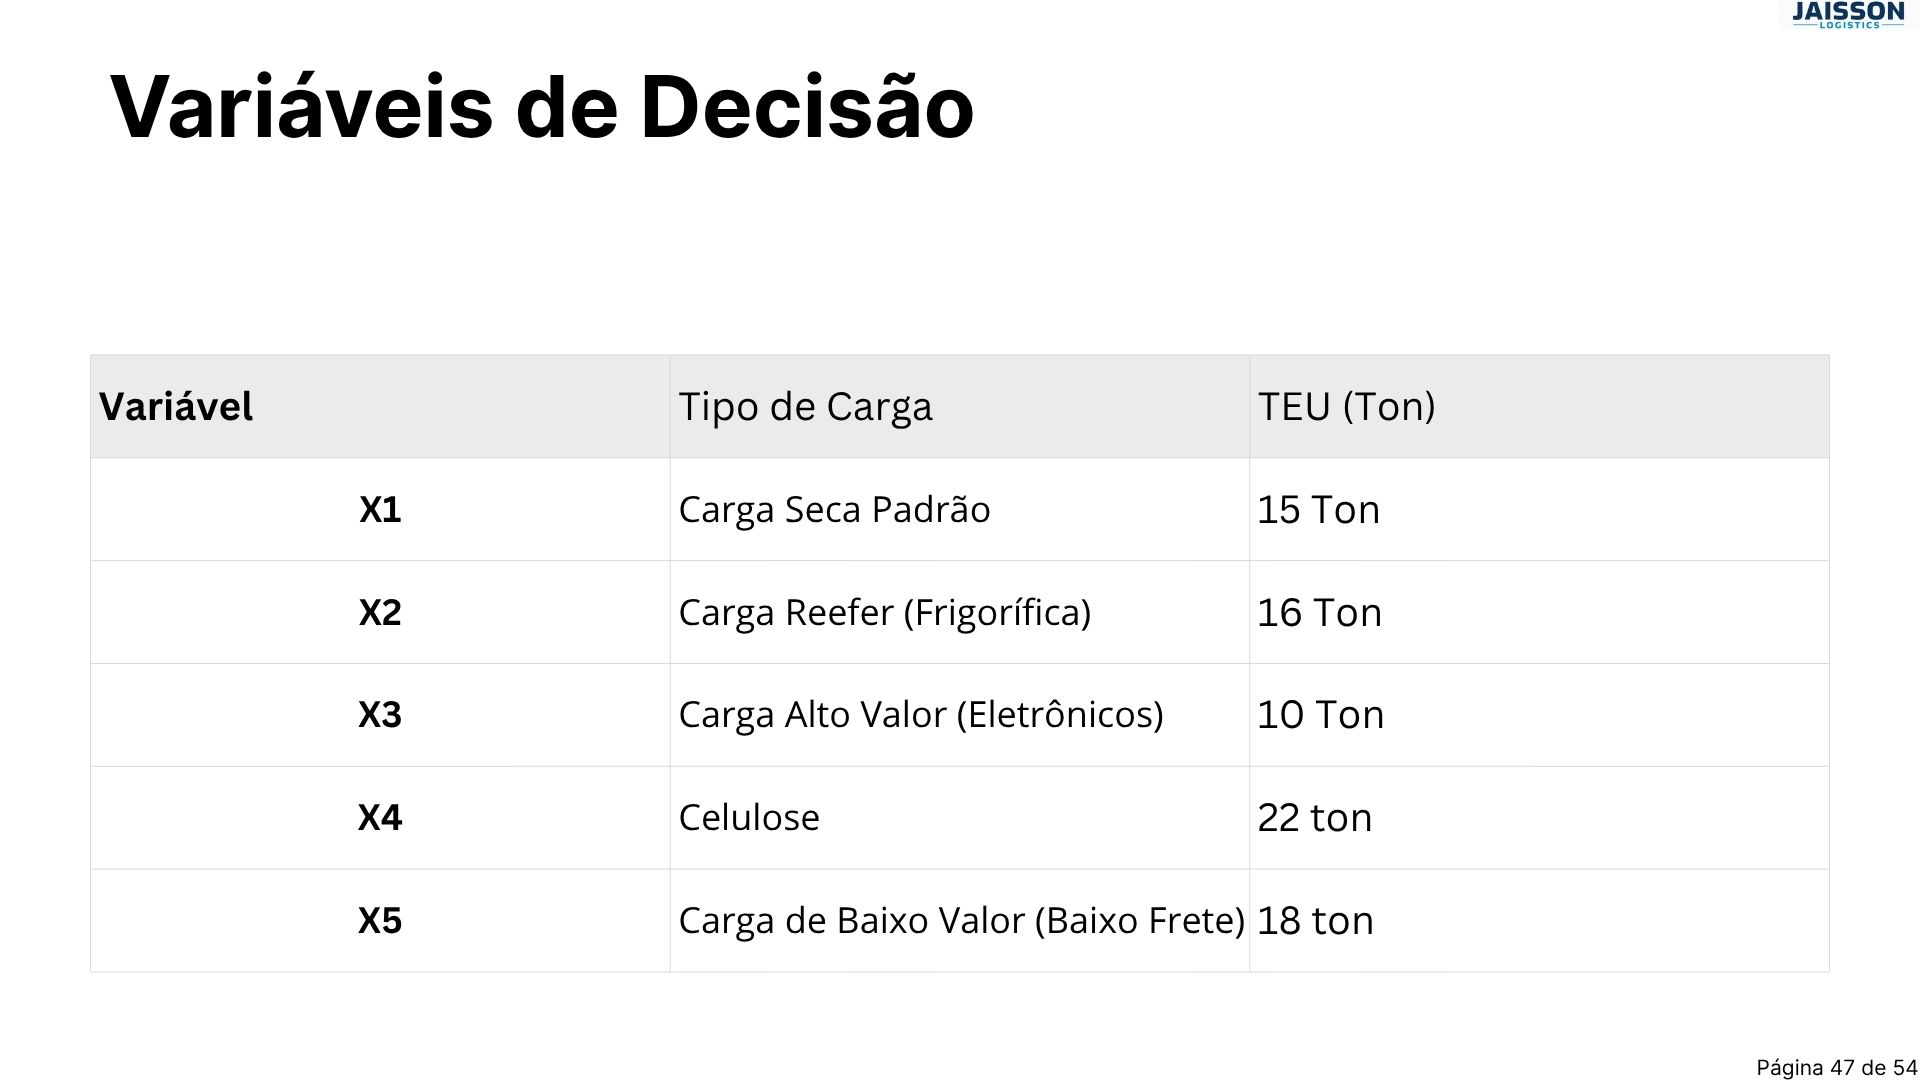 JAISSON
LOGISTICS
Variáveis de Decisão
Variável Tipo de Carga TEU (Ton)
X1 Carga Seca Padrão 15 Ton
X2 Carga Reefer (Frigorífica) 16 Ton
X3 Carga Alto Valor (Eletrônicos) 10 Ton
X4 Celulose 22 ton
X5 Carga de Baixo Valor (Baixo Frete) 18 ton
Página 47 de 54